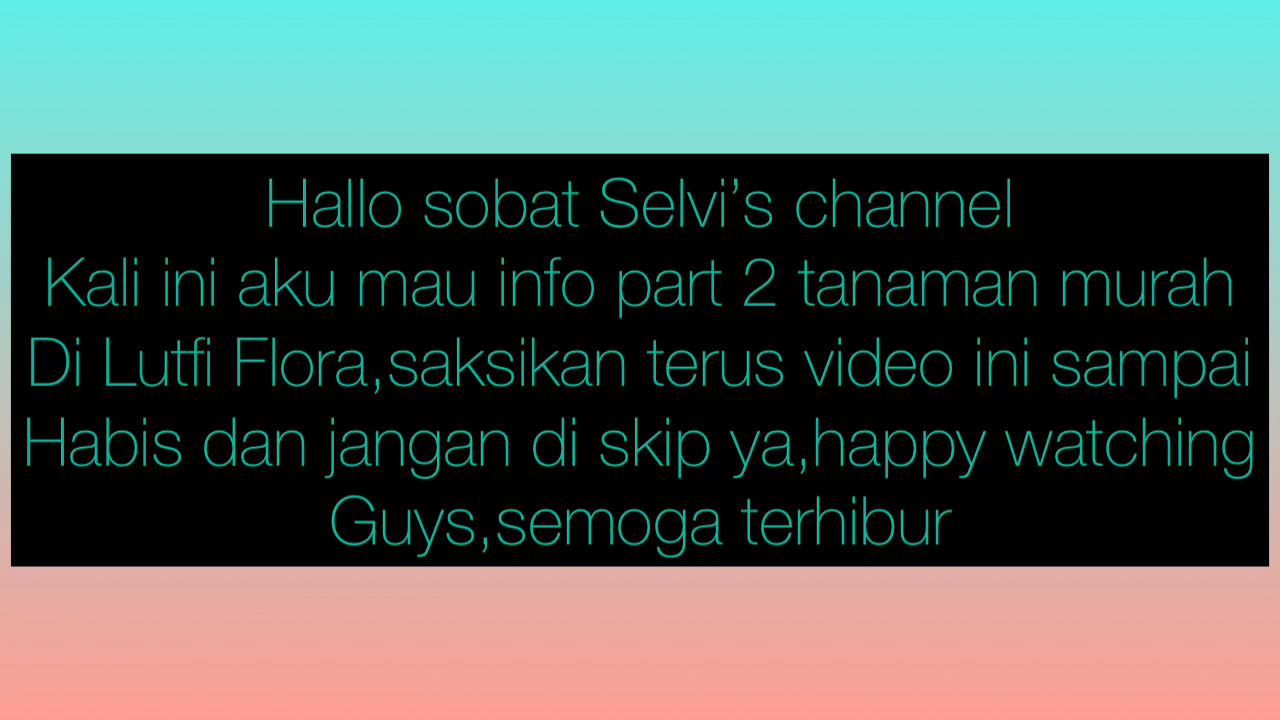 Hallo sobat Selvi’s channel
Kali ini aku mau info part 2 tanaman murah
Di Lutfi Flora,saksikan terus video ini sampai
Habis dan jangan di skip ya,happy watching
Guys,semoga terhibur